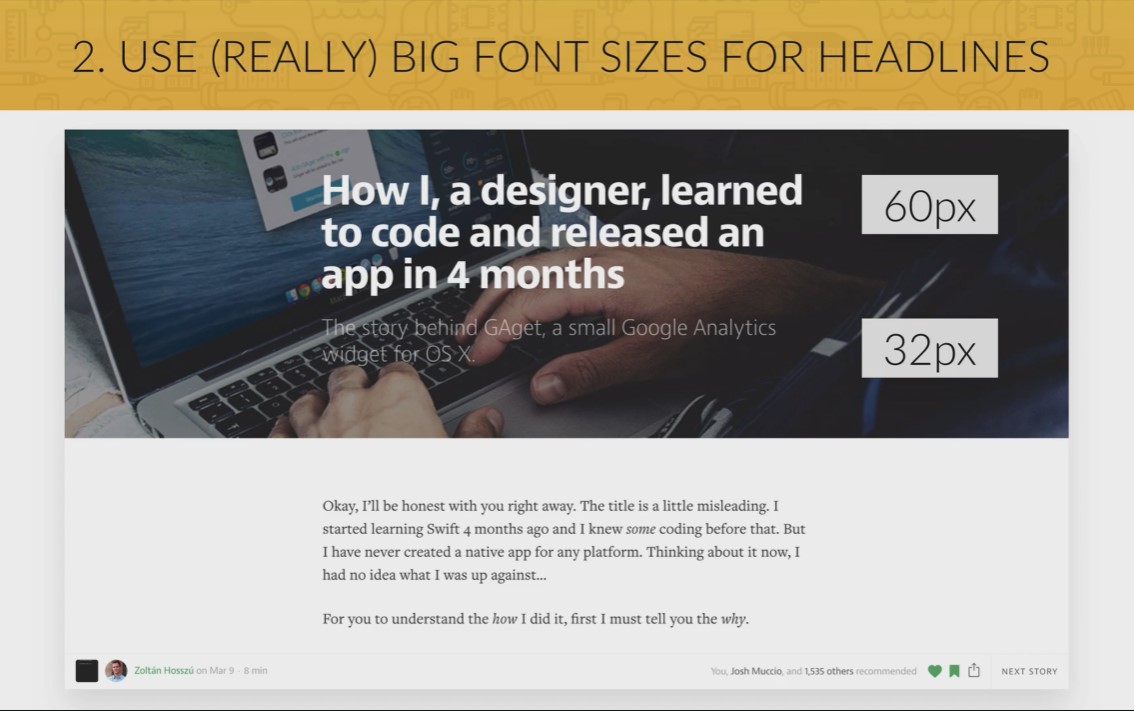 2. USE (REALLY) BIG FONT SIZES FOR HEADLINES
How I, a designer, learned
to code and released an
app in 4 months
60px
The story behind GAget, a small Google Analytics
widget for OS X.
32px
Okay, I’ll be honest with you right away. The title is a little misleading. I
started learning Swift 4 months ago and I knew some coding before that. But
I have never created a native app for any platform. Thinking about it now, I
had no idea what I was up against…
For you to understand the how I did it, first I must tell you the why.
Zoltán Hosszú on Mar 9 · 8 min
You, Josh Muccio, and 1,535 others recommended
NEXT STORY